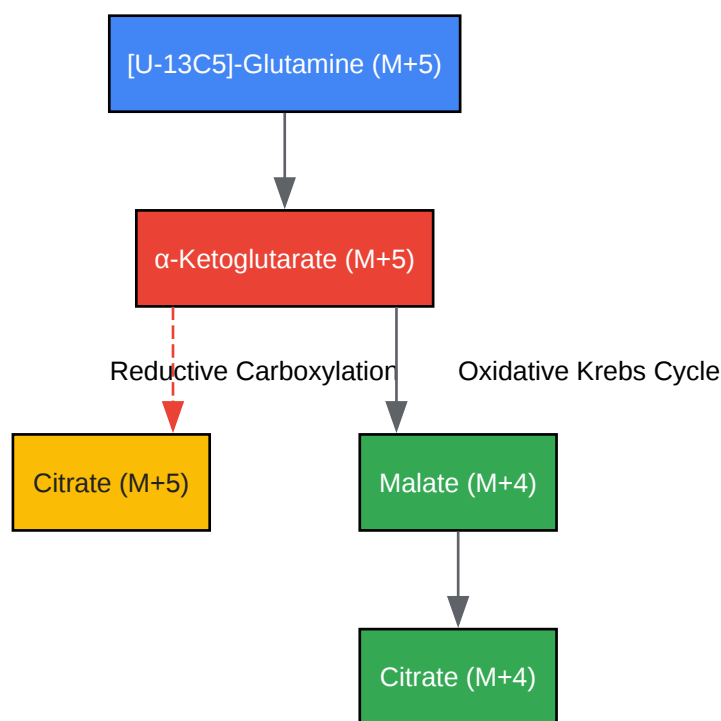 [U-13C5]-Glutamine (M+5)
α-Ketoglutarate (M+5)
Reductive Carboxylation
Oxidative Krebs Cycle
Citrate (M+5)
Malate (M+4)
Citrate (M+4)